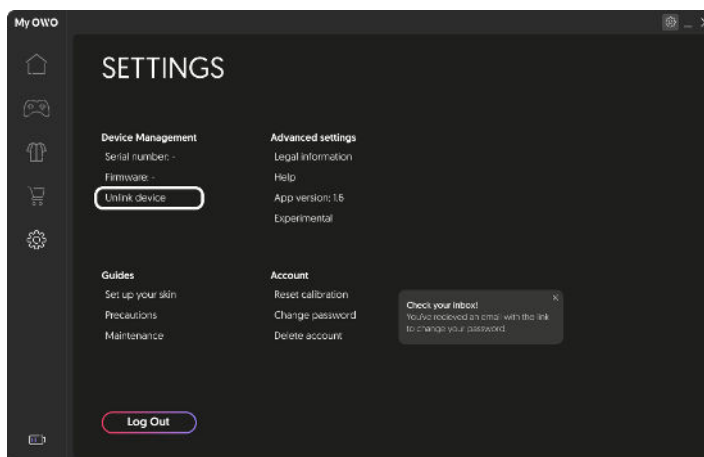 My OWO
SETTINGS
Device Management
Serial number: -
Firmware: -
Unlink device
Advanced settings
Legal information
Help
App version: 1.6
Experimental
Guides
Set up your skin
Precautions
Maintenance
Account
Reset calibration
Change password
Delete account
Check your inbox!
You've recieved an email with the link
to change your password.
Log Out